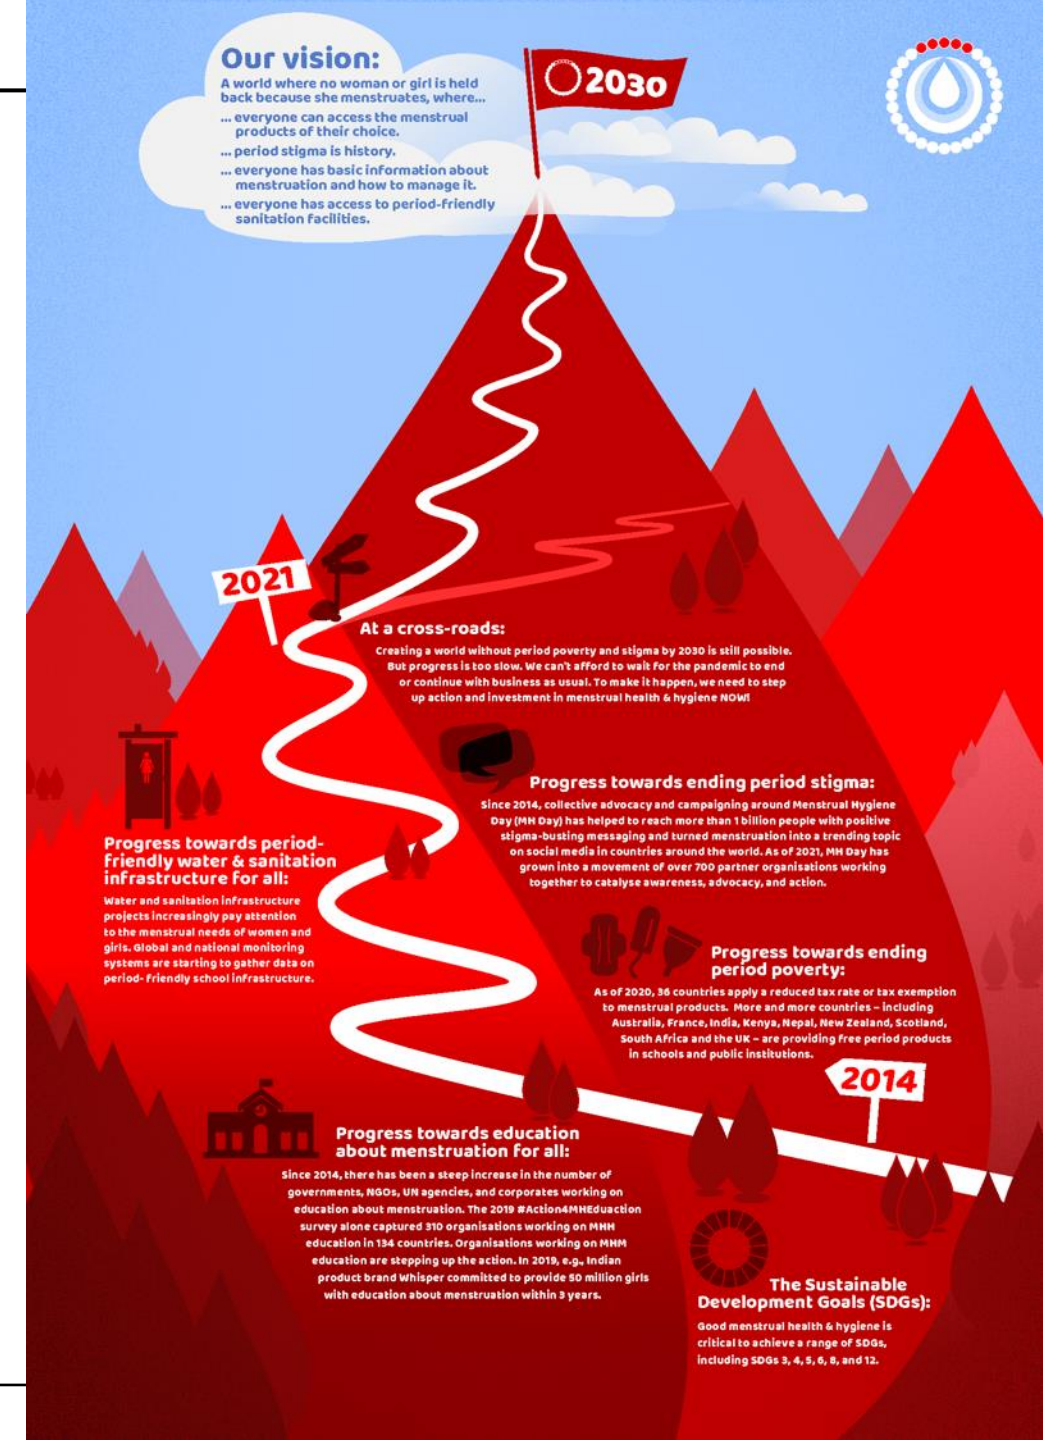 Our vision:
A world where no woman or girl is held
back because she menstruates, where...
... everyone can access the menstrual
products of their choice.
... period stigma is history.
... everyone has basic information about
menstruation and how to manage it.
... everyone has access to period-friendly
sanitation facilities.
2030
2021
At a cross-roads:
Creating a world without period poverty and stigma by 2030 is still possible.
But progress is too slow. We can't afford to wait for the pandemic to end
or continue with business as usual. To make it happen, we need to step
up action and investment in menstrual health & hygiene NOW!
Progress towards ending period stigma:
Since 2014, collective advocacy and campaigning around Menstrual Hygiene
Day (MH Day) has helped to reach more than 1 billion people with positive
stigma-busting messaging and turned menstruation into a trending topic
on social media in countries around the world. As of 2021, MH Day has
grown into a movement of over 700 partner organisations working
together to catalyse awareness, advocacy, and action.
Progress towards period-
friendly water & sanitation
infrastructure for all:
Water and sanitation infrastructure
projects increasingly pay attention
to the menstrual needs of women and
girls. Global and national monitoring
systems are starting to gather data on
period- friendly school infrastructure.
Progress towards ending
period poverty:
As of 2020, 36 countries apply a reduced tax rate or tax exemption
to menstrual products. More and more countries – including
Australia, France, India, Kenya, Nepal, New Zealand, Scotland,
South Africa and the UK – are providing free period products
in schools and public institutions.
2014
Progress towards education
about menstruation for all:
Since 2014, there has been a steep increase in the number of
governments, NGOs, UN agencies, and corporates working on
education about menstruation. The 2019 #Action4MHEduaction
survey alone captured 310 organisations working on MHH
education in 134 countries. Organisations working on MHM
education are stepping up the action. In 2019, e.g., Indian
product brand Whisper committed to provide 50 million girls
with education about menstruation within 3 years.
The Sustainable
Development Goals (SDGs):
Good menstrual health & hygiene is
critical to achieve a range of SDGs,
including SDGs 3, 4, 5, 6, 8, and 12.